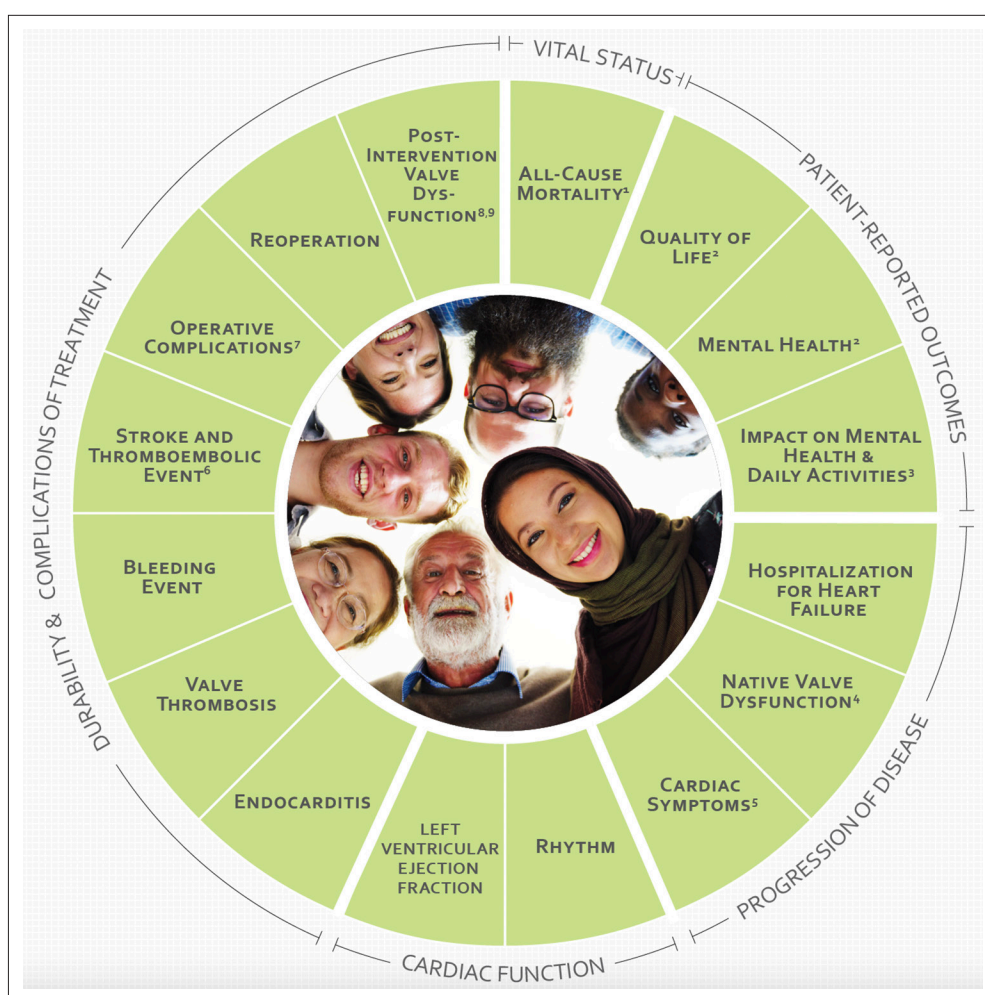 VITAL STATUS
ALL-CAUSE
MORTALITY¹
PATIENT-REPORTED OUTCOMES
QUALITY OF
LIFE²
MENTAL HEALTH²
IMPACT ON MENTAL
HEALTH &
DAILY ACTIVITIES³
PROGRESSION OF DISEASE
HOSPITALIZATION
FOR HEART
FAILURE
NATIVE VALVE
DYSFUNCTION⁴
CARDIAC
SYMPTOMS⁵
CARDIAC FUNCTION
RHYTHM
LEFT
VENTRICULAR
EJECTION
FRACTION
DURABILITY & COMPLICATIONS OF TREATMENT
ENDOCARDITIS
VALVE
THROMBOSIS
BLEEDING
EVENT
STROKE AND
THROMBOEMBOLIC
EVENT⁶
OPERATIVE
COMPLICATIONS⁷
REOPERATION
POST-
INTERVENTION
VALVE
DYS-
FUNCTION⁸,⁹